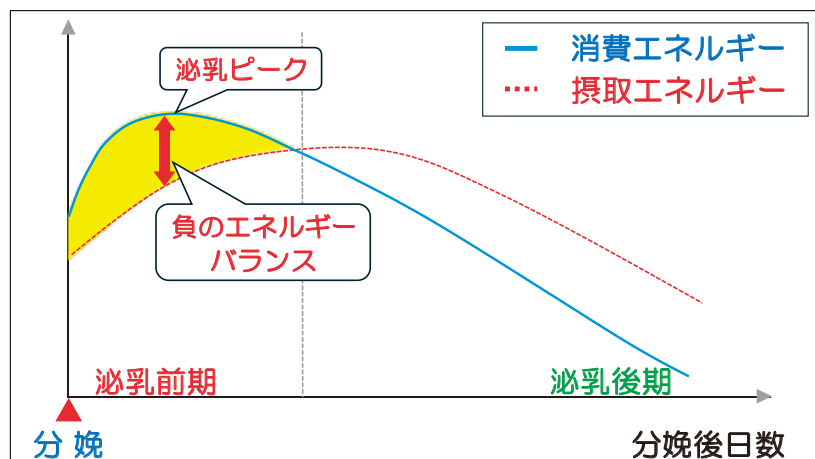 消費エネルギー
摂取エネルギー
泌乳ピーク
負のエネルギー
バランス
泌乳前期
泌乳後期
分娩
分娩後日数